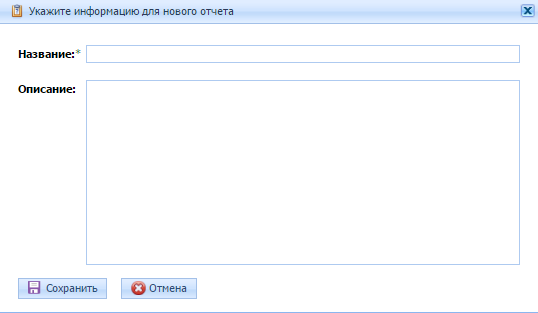 Укажите информацию для нового отчета
Название:*
Описание:
Сохранить Отмена